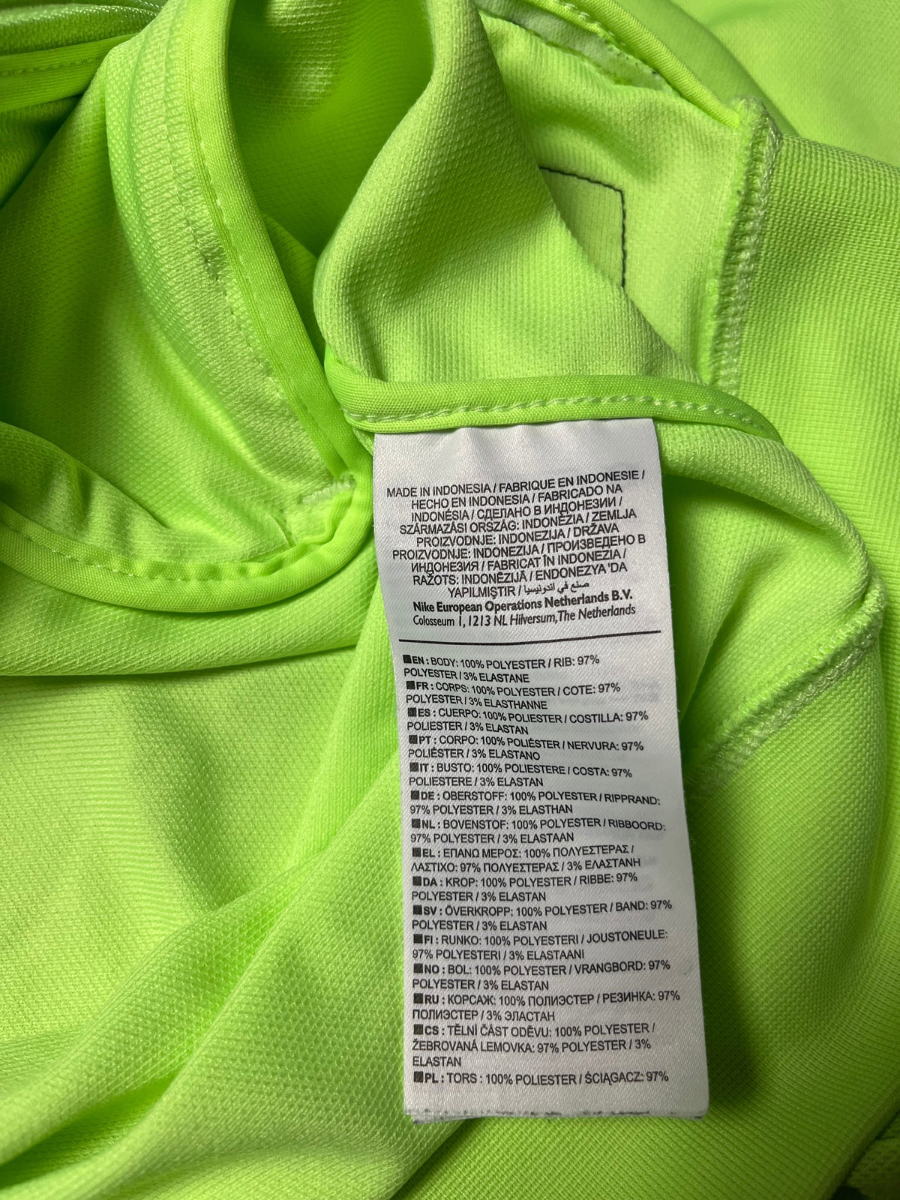 MADE IN INDONESIA / FABRIQUE EN INDONESIE /
HECHO EN INDONESIA / FABRICADO NA
INDONÉSIA / СДЕЛАНО В ИНДОНЕЗИИ /
SZÁRMAZÁSI ORSZÁG: INDONÉZIA / ZEMLJA
PROIZVODNJE: INDONEZIJA / DRŽAVA
PROIZVODNJE: INDONEZIJA / ПРОИЗВЕДЕНО В
ИНДОНЕЗИЯ / FABRICAT ÎN INDONEZIA /
RAŽOTS: INDONĒZIJĀ / ENDONEZYA'DA
YAPILMIŞTIR / صنع في اندونيسيا
Nike European Operations Netherlands B.V.
Colosseum 1, 1213 NL Hilversum, The Netherlands
EN : BODY: 100% POLYESTER / RIB: 97%
POLYESTER / 3% ELASTANE
FR : CORPS: 100% POLYESTER / COTE: 97%
POLYESTER / 3% ELASTHANNE
ES : CUERPO: 100% POLIESTER / COSTILLA: 97%
POLIESTER / 3% ELASTAN
PT : CORPO: 100% POLIÉSTER / NERVURA: 97%
POLIÉSTER / 3% ELASTANO
IT : BUSTO: 100% POLIESTERE / COSTA: 97%
POLIESTERE / 3% ELASTAN
DE : OBERSTOFF: 100% POLYESTER / RIPPRAND:
97% POLYESTER / 3% ELASTHAN
NL : BOVENSTOF: 100% POLYESTER / RIBBOORD:
97% POLYESTER / 3% ELASTAAN
EL : ΕΠΑΝΩ ΜΕΡΟΣ: 100% ΠΟΛΥΕΣΤΕΡΑΣ /
ΛΑΣΤΙΧΟ: 97% ΠΟΛΥΕΣΤΕΡΑΣ / 3% ΕΛΑΣΤΑΝΗ
DA : KROP: 100% POLYESTER / RIBBE: 97%
POLYESTER / 3% ELASTAN
SV : ÖVERKROPP: 100% POLYESTER / BAND: 97%
POLYESTER / 3% ELASTAN
FI : RUNKO: 100% POLYESTERI / JOUSTONEULE:
97% POLYESTERI / 3% ELASTAANI
NO : BOL: 100% POLYESTER / VRANGBORD: 97%
POLYESTER / 3% ELASTAN
RU : КОРСАЖ: 100% ПОЛИЭСТЕР / РЕЗИНКА: 97%
ПОЛИЭСТЕР / 3% ЭЛАСТАН
CS : TĚLNÍ ČÁST ODĚVU: 100% POLYESTER /
ŽEBROVANÁ LEMOVKA: 97% POLYESTER / 3%
ELASTAN
PL : TORS : 100% POLIESTER / ŚCIĄGACZ: 97%